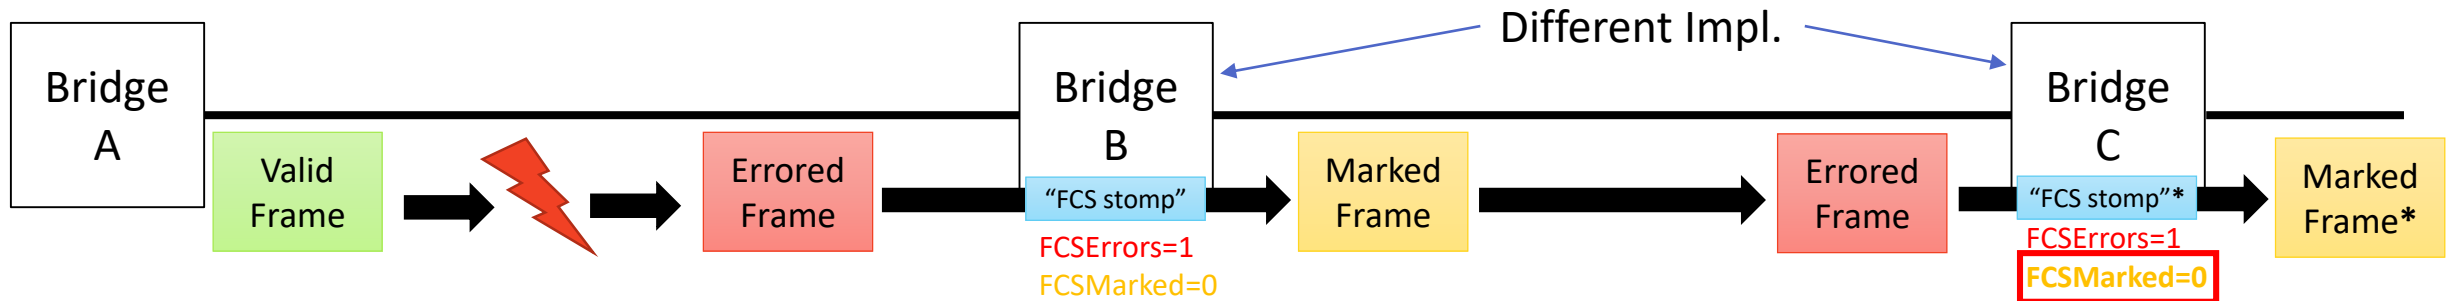 Different Impl.
Bridge
A
Bridge
B
Bridge
C
Valid
Frame
Errored
Frame
"FCS stomp"
FCSErrors=1
FCSMarked=0
Marked
Frame
Errored
Frame
"FCS stomp"*
FCSErrors=1
FCSMarked=0
Marked
Frame*